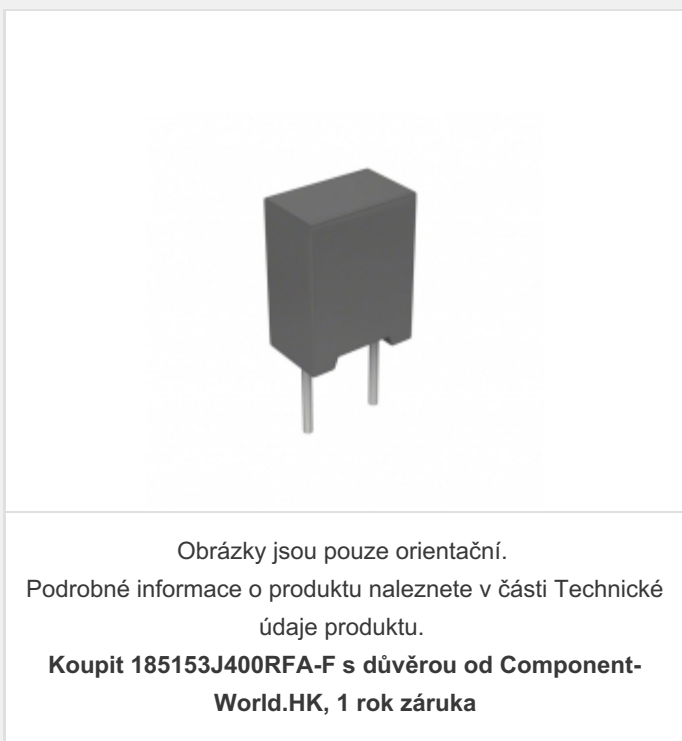 Obrázky jsou pouze orientační.
Podrobné informace o produktu naleznete v části Technické
údaje produktu.
Koupit 185153J400RFA-F s důvěrou od Component-
World.HK, 1 rok záruka